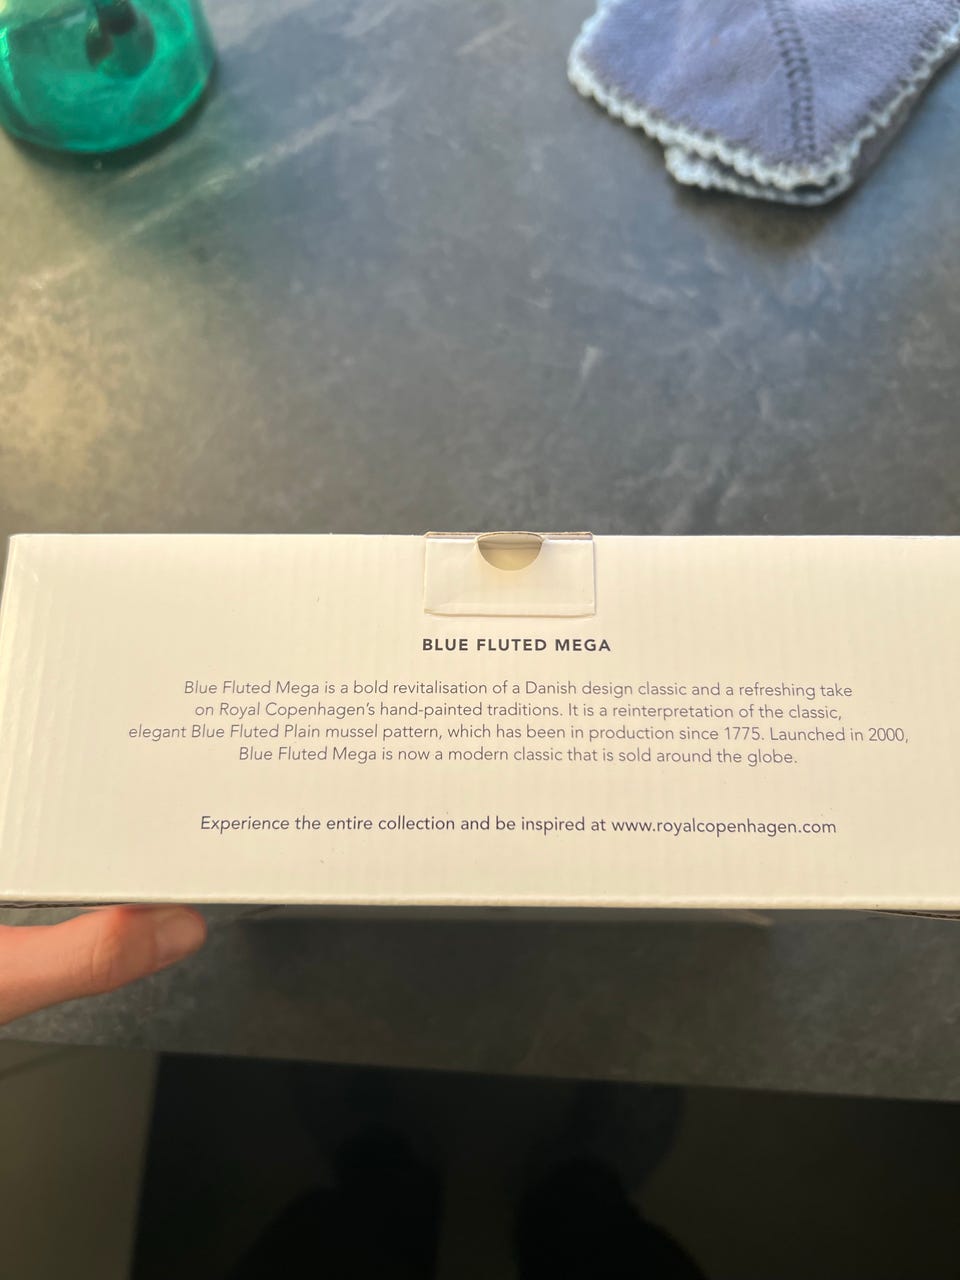 BLUE FLUTED MEGA
Blue Fluted Mega is a bold revitalisation of a Danish design classic and a refreshing take
on Royal Copenhagen's hand-painted traditions. It is a reinterpretation of the classic,
elegant Blue Fluted Plain mussel pattern, which has been in production since 1775. Launched in 2000,
Blue Fluted Mega is now a modern classic that is sold around the globe.
Experience the entire collection and be inspired at www.royalcopenhagen.com